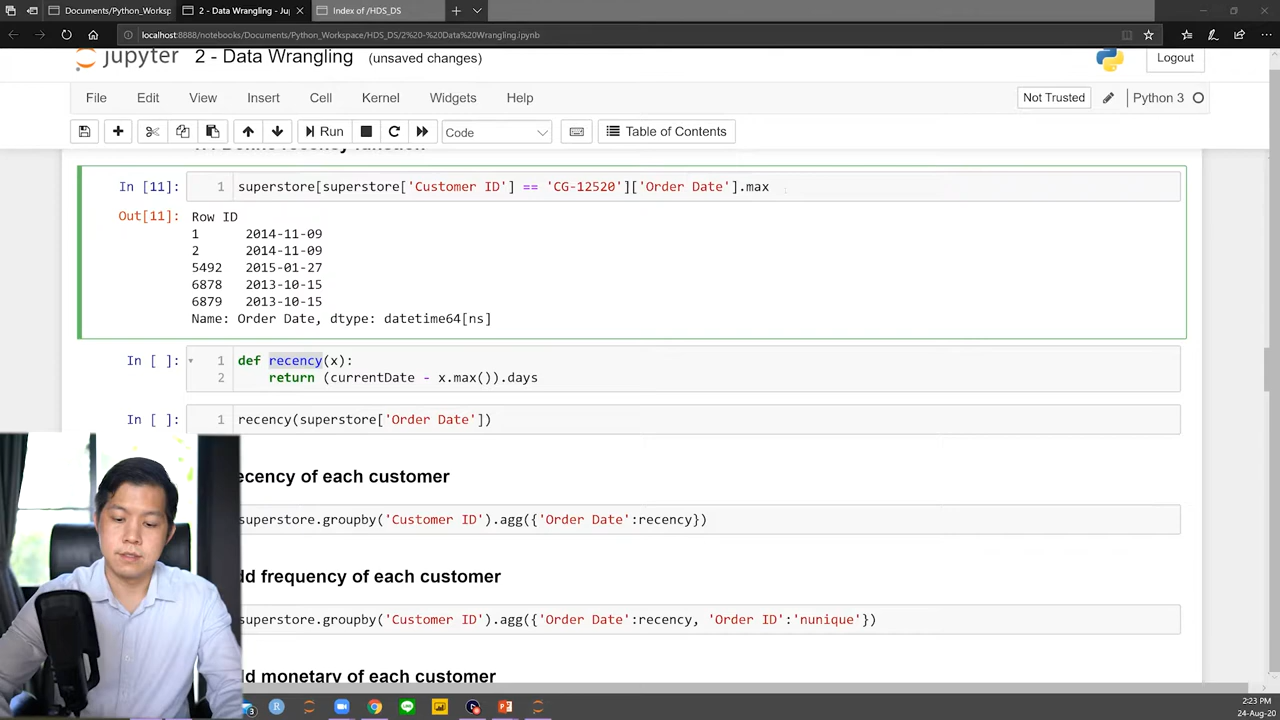 Documents/Python_Worksp
2 - Data Wrangling - Ju
Index of /HDS_DS
localhost:8888/notebooks/Documents/Python_Workspace/HDS_DS/2%20-%20Data%20Wrangling.ipynb
jupyter 2 - Data Wrangling (unsaved changes)
Logout
File Edit View Insert Cell Kernel Widgets Help
Not Trusted
Python 3
Run
Code
Table of Contents
In [11]: 1 superstore[superstore['Customer ID'] == 'CG-12520']['Order Date'].max
Out[11]: Row ID
1 2014-11-09
2 2014-11-09
5492 2015-01-27
6878 2013-10-15
6879 2013-10-15
Name: Order Date, dtype: datetime64[ns]
In [ ]: 1 def recency(x):
2 return (currentDate - x.max()).days
In [ ]: 1 recency(superstore['Order Date'])
ecency of each customer
superstore.groupby('Customer ID').agg({'Order Date':recency})
dd frequency of each customer
superstore.groupby('Customer ID').agg({'Order Date':recency, 'Order ID':'nunique'})
dd monetary of each customer
2:23 PM
24-Aug-20